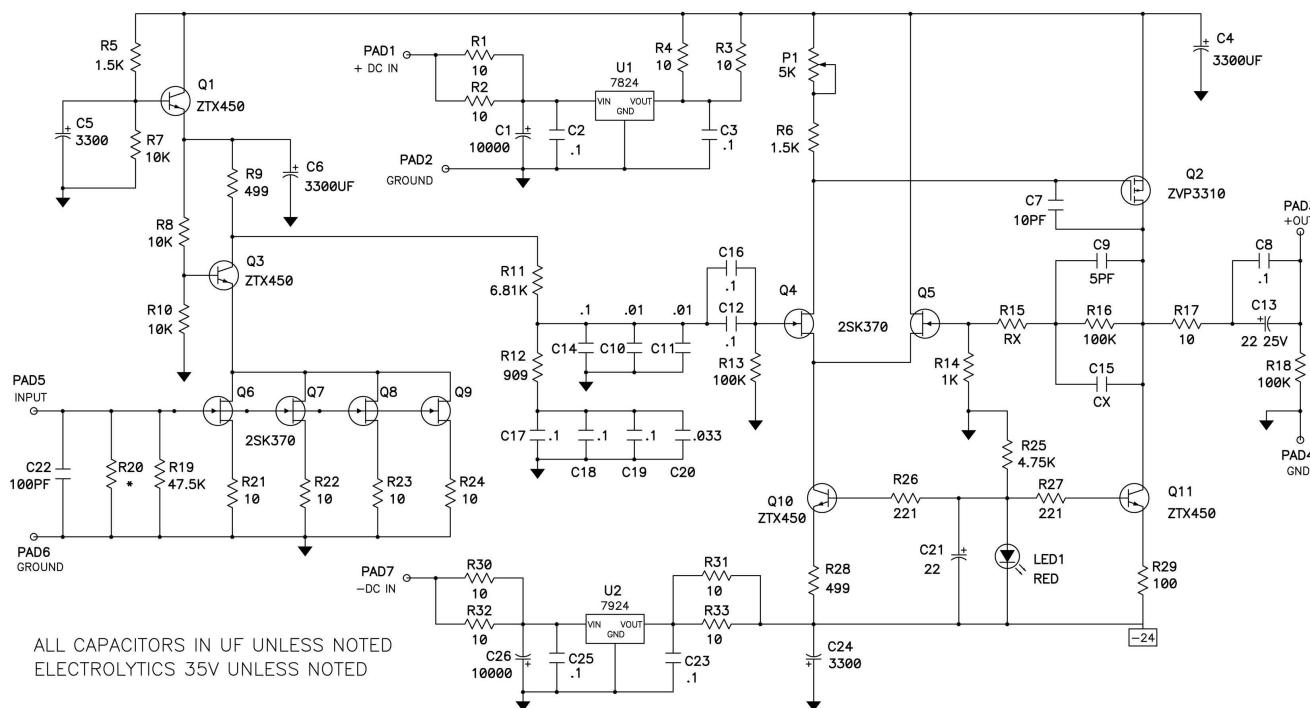 R5
1.5K
Q1
ZTX450
C5
3300
R7
10K
R9
499
C6
3300UF
R8
10K
Q3
ZTX450
R10
10K
PAD1
+ DC IN
R1
10
R2
10
C1
10000
C2
.1
U1
7824
VIN
VOUT
GND
R4
10
R3
10
C3
.1
PAD2
GROUND
P1
5K
R6
1.5K
C4
3300UF
Q2
ZVP3310
C7
10PF
PAD3
+OUT
C9
5PF
C8
.1
R11
6.81K
C16
.1
C12
.1
Q4
2SK370
Q5
R15
RX
R16
100K
R17
10
C13
22 25V
.1
.01
.01
C14
C10
C11
R12
909
R13
100K
R14
1K
C15
CX
R18
100K
PAD4
GND
PAD5
INPUT
Q6
Q7
Q8
Q9
2SK370
C17
.1
.1
.1
.033
C18
C19
C20
C22
100PF
R20
*
R19
47.5K
R21
10
R22
10
R23
10
R24
10
R25
4.75K
Q10
ZTX450
R26
221
R27
221
Q11
ZTX450
PAD6
GROUND
C21
22
LED1
RED
R28
499
R29
100
PAD7
-DC IN
R30
10
R32
10
U2
7924
VIN
VOUT
GND
R31
10
R33
10
-24
C26
10000
C25
.1
C23
.1
C24
3300
ALL CAPACITORS IN UF UNLESS NOTED
ELECTROLYTICS 35V UNLESS NOTED